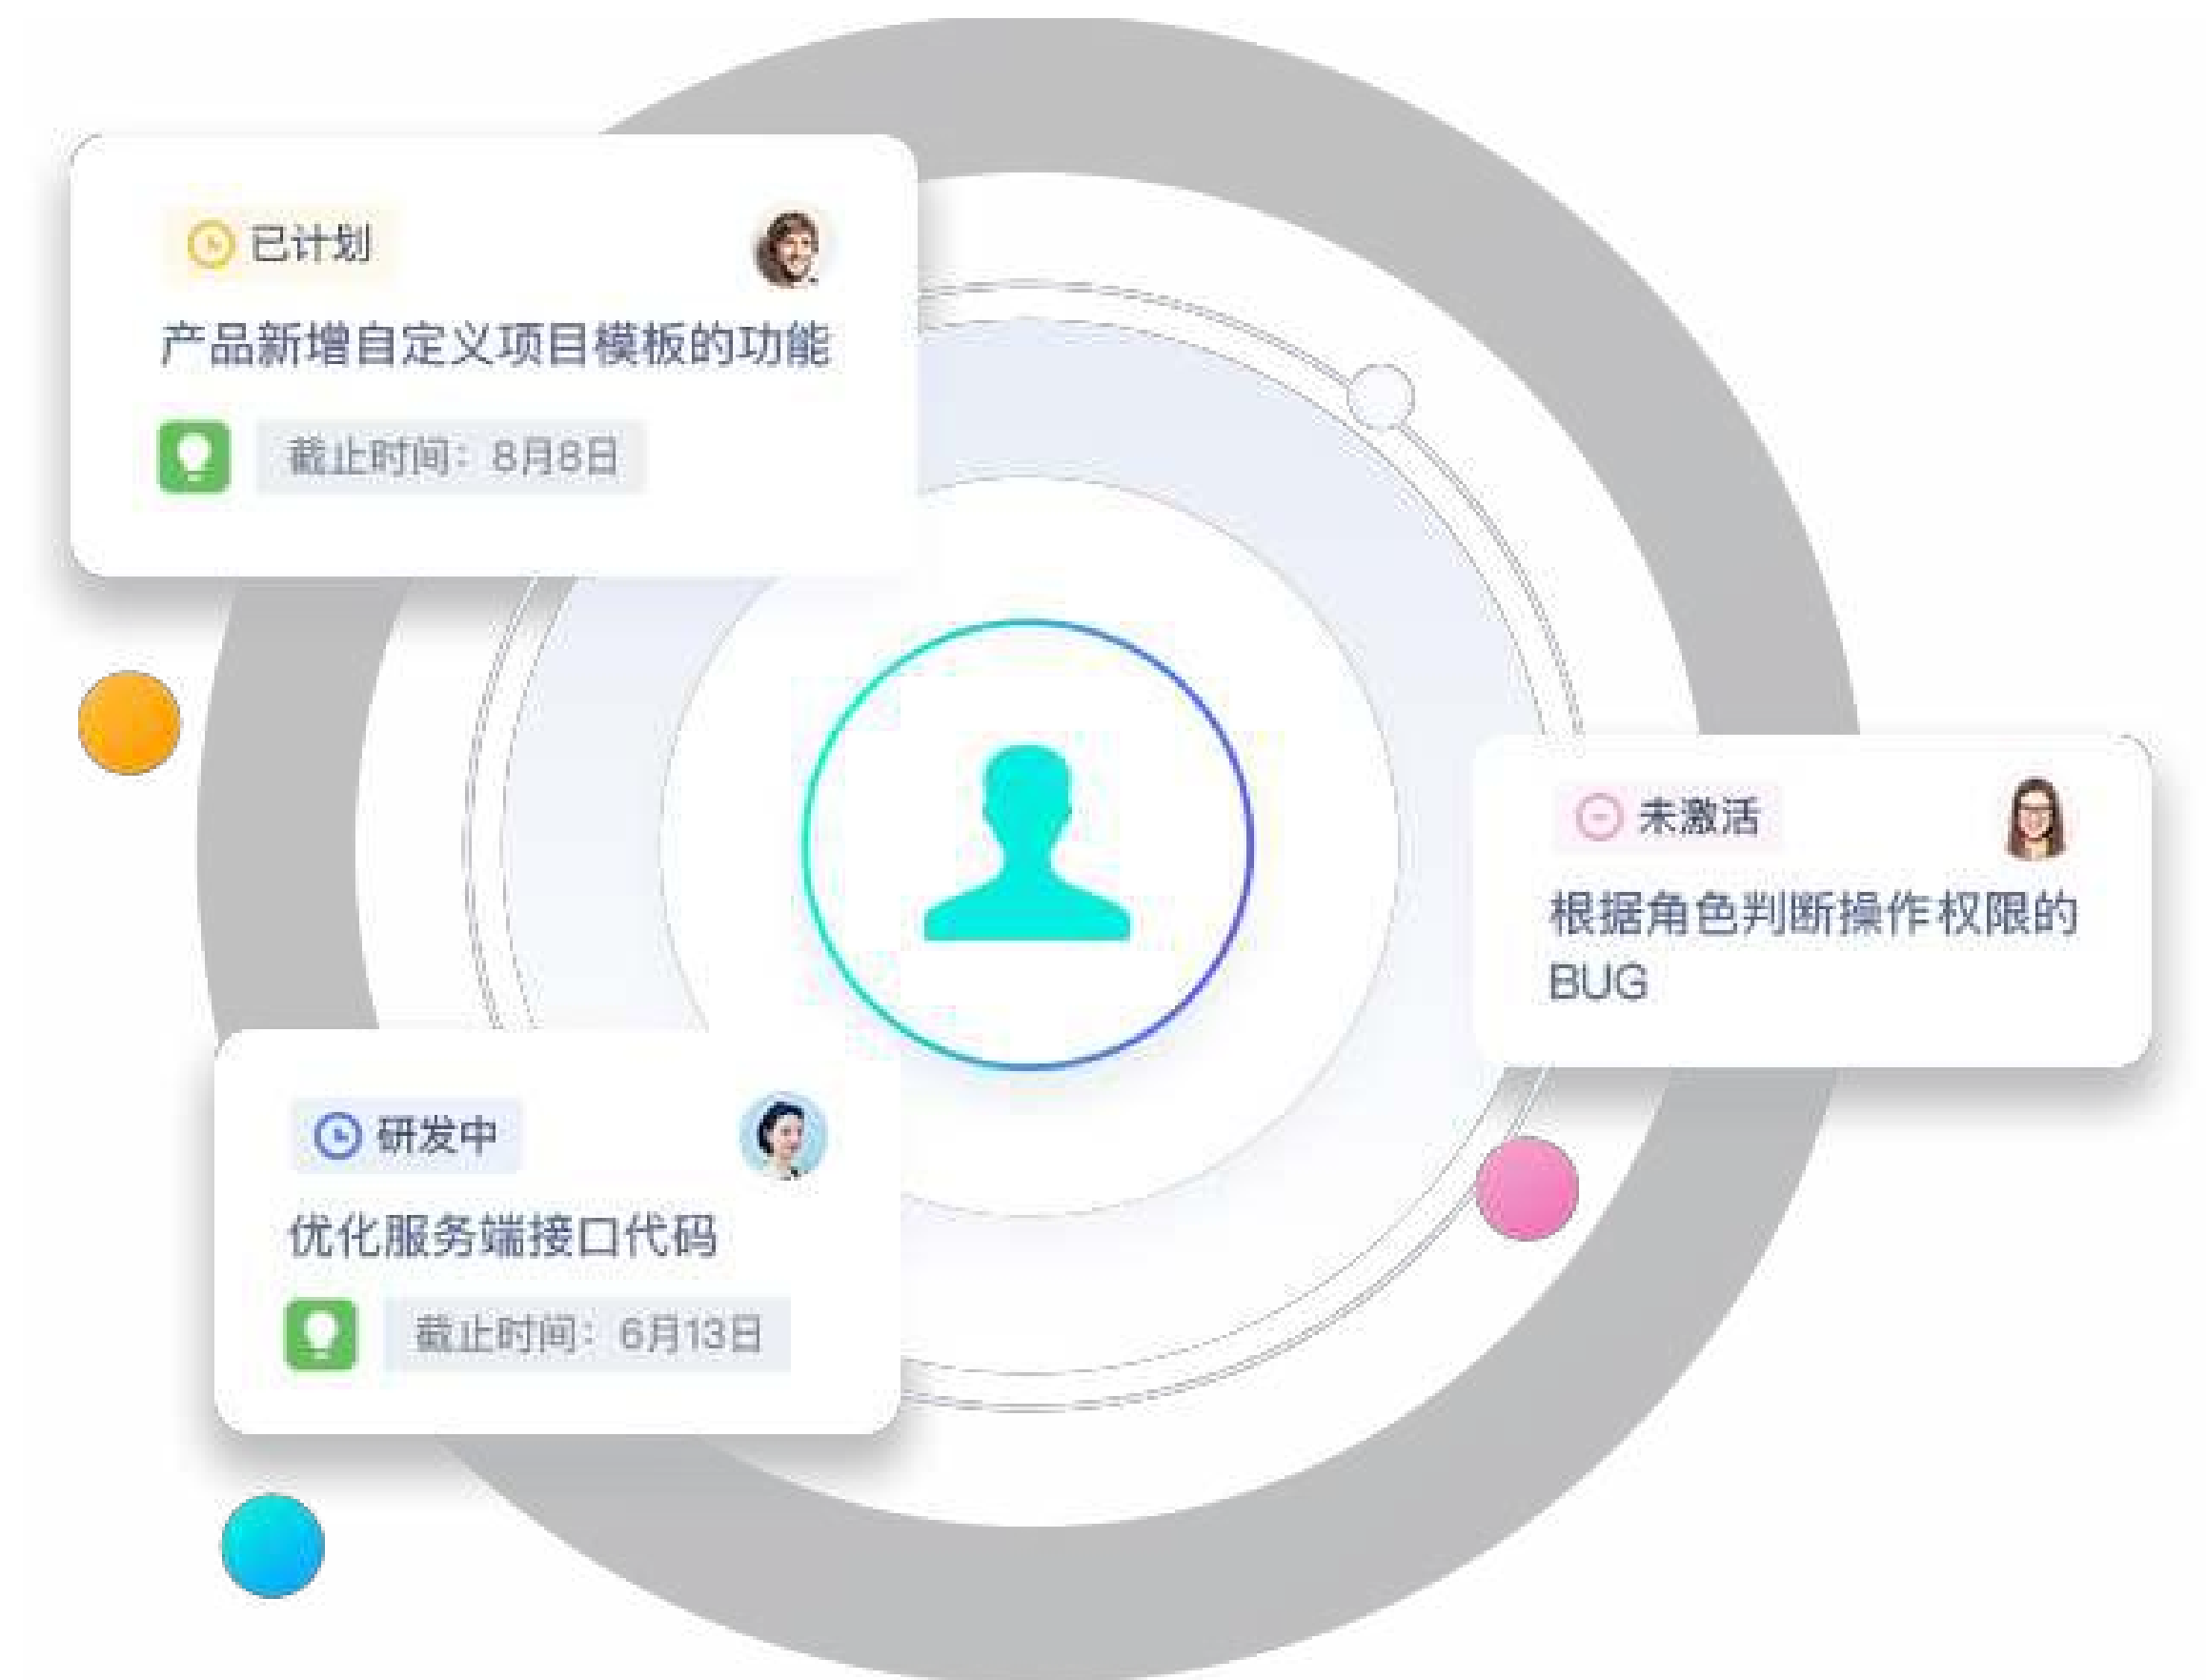 已计划
产品新增自定义项目模板的功能
截止时间：8月8日
未激活
根据角色判断操作权限的
BUG
研发中
优化服务端接口代码
截止时间：6月13日